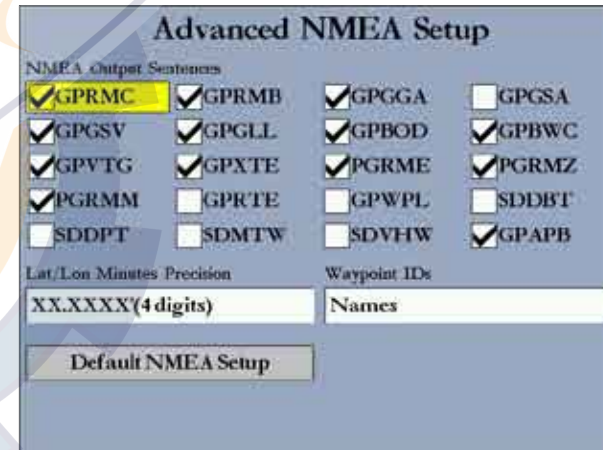 Advanced NMEA Setup
NMEA Output Sentences
GPRMC GPRMB GPGGA GPGSA
GPGSV GPGLL GPBOD GPBWC
GPVTG GPXTE PGRME PGRMZ
PGRMM GPRTE GPWPL SDDBT
SDDPT SDMTW SDVHW GPAPB
Lat/Lon Minutes Precision Waypoint IDs
XX.XXXX'(4 digits) Names
Default NMEA Setup